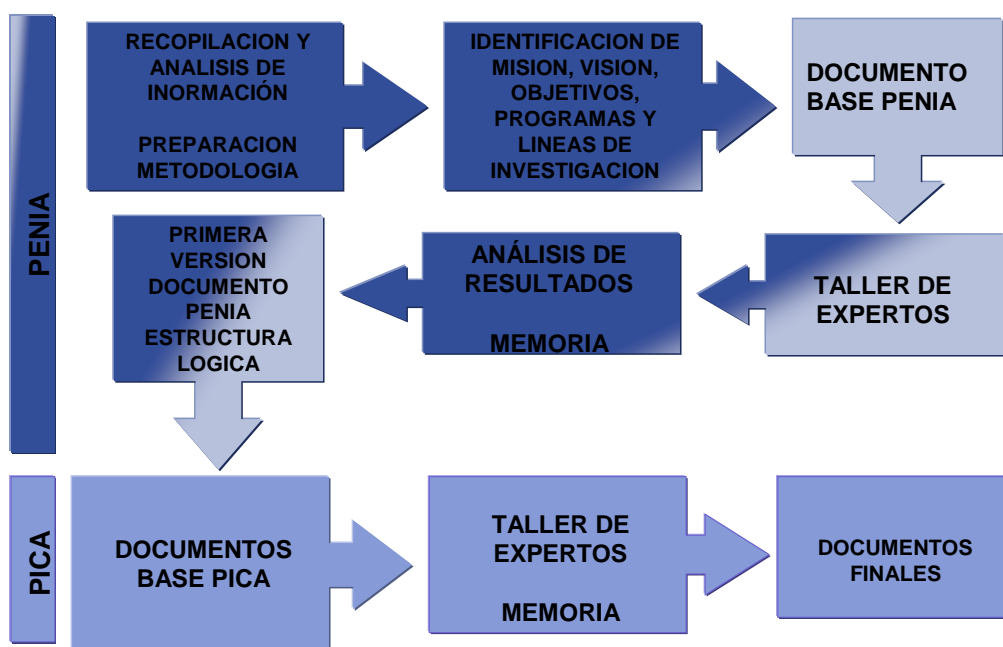 PENIA
RECOPILACION Y
ANALISIS DE
INORMACIÓN
PREPARACION
METODOLOGIA
IDENTIFICACION DE
MISION, VISION,
OBJETIVOS,
PROGRAMAS Y
LINEAS DE
INVESTIGACION
DOCUMENTO
BASE PENIA
TALLER DE
EXPERTOS
ANÁLISIS DE
RESULTADOS
MEMORIA
PRIMERA
VERSION
DOCUMENTO
PENIA
ESTRUCTURA
LOGICA
PICA
DOCUMENTOS
BASE PICA
TALLER DE
EXPERTOS
MEMORIA
DOCUMENTOS
FINALES